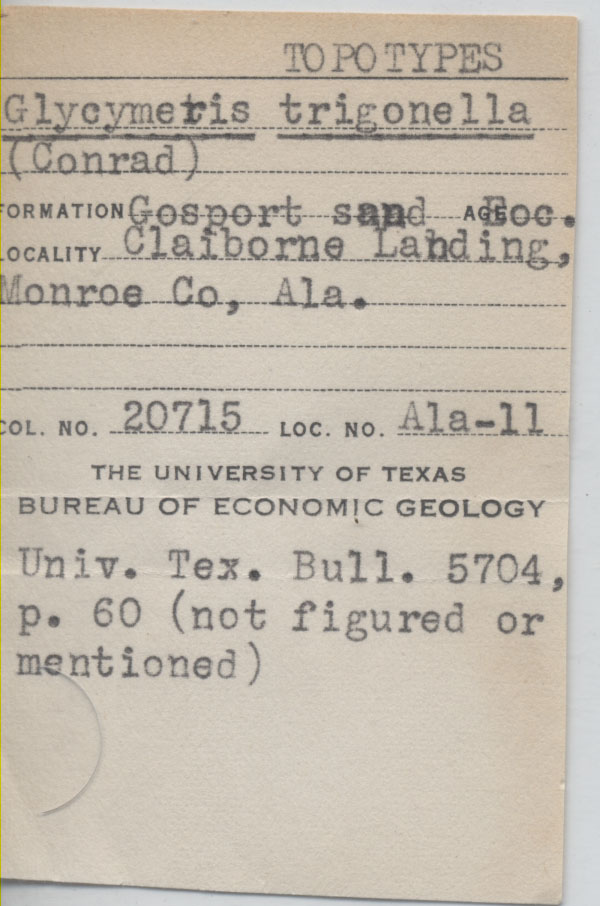 TOPOTYPES
Glycymeris trigonella
(Conrad)
FORMATION Gosport sand AGE Eoc.
LOCALITY Claiborne Landing,
Monroe Co, Ala.
COL. NO. 20715 LOC. NO. Ala-11
THE UNIVERSITY OF TEXAS
BUREAU OF ECONOMIC GEOLOGY
Univ. Tex. Bull. 5704,
p. 60 (not figured or
mentioned)